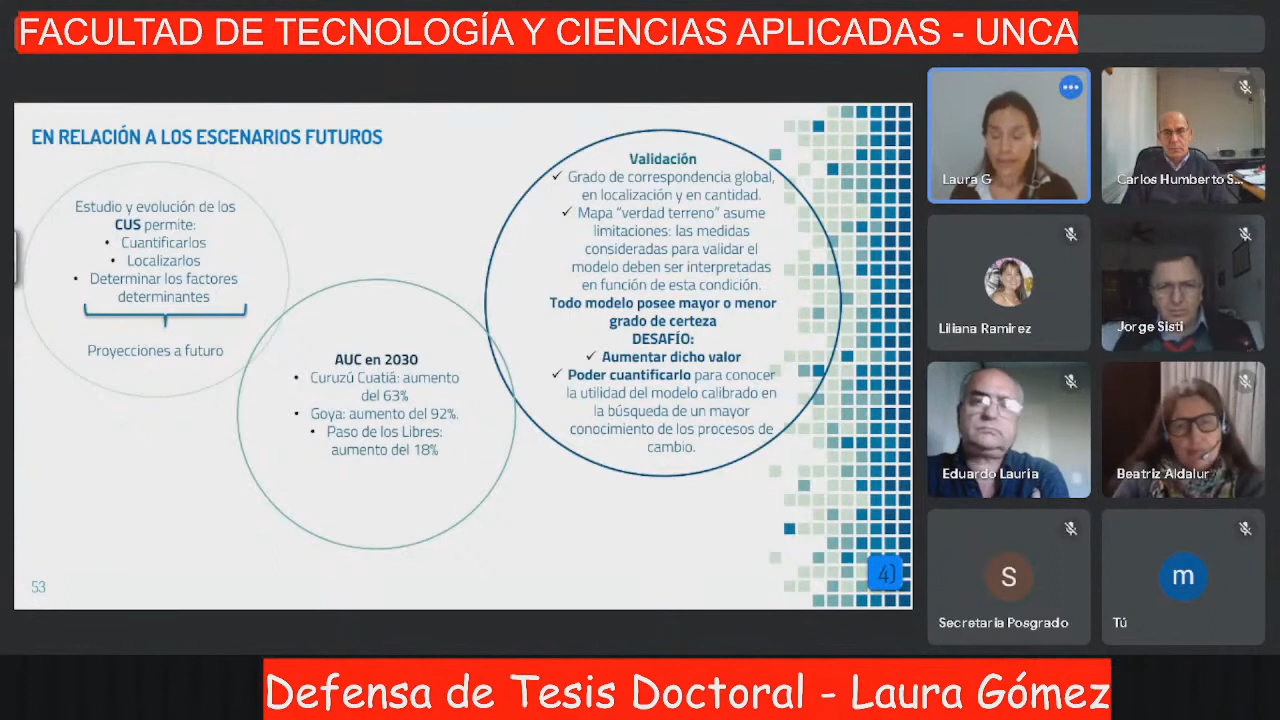 FACULTAD DE TECNOLOGÍA Y CIENCIAS APLICADAS - UNCA
EN RELACIÓN A LOS ESCENARIOS FUTUROS
Estudio y evolución de los
CUS permite:
• Cuantificarlos
• Localizarlos
• Determinar los factores
determinantes
Proyecciones a futuro
AUC en 2030
• Curuzú Cuatiá: aumento
del 63%
• Goya: aumento del 92%.
• Paso de los Libres:
aumento del 18%
Validación
✓ Grado de correspondencia global,
en localización y en cantidad.
✓ Mapa “verdad terreno” asume
limitaciones: las medidas
consideradas para validar el
modelo deben ser interpretadas
en función de esta condición.
Todo modelo posee mayor o menor
grado de certeza
DESAFÍO:
✓ Aumentar dicho valor
✓ Poder cuantificarlo para conocer
la utilidad del modelo calibrado en
la búsqueda de un mayor
conocimiento de los procesos de
cambio.
53
4)
Laura G
Carlos Humberto S...
Liliana Ramirez
Jorge Sisti
Eduardo Lauría
Beatriz Aldalur
S
Secretaria Posgrado
m
Tú
Defensa de Tesis Doctoral - Laura Gómez